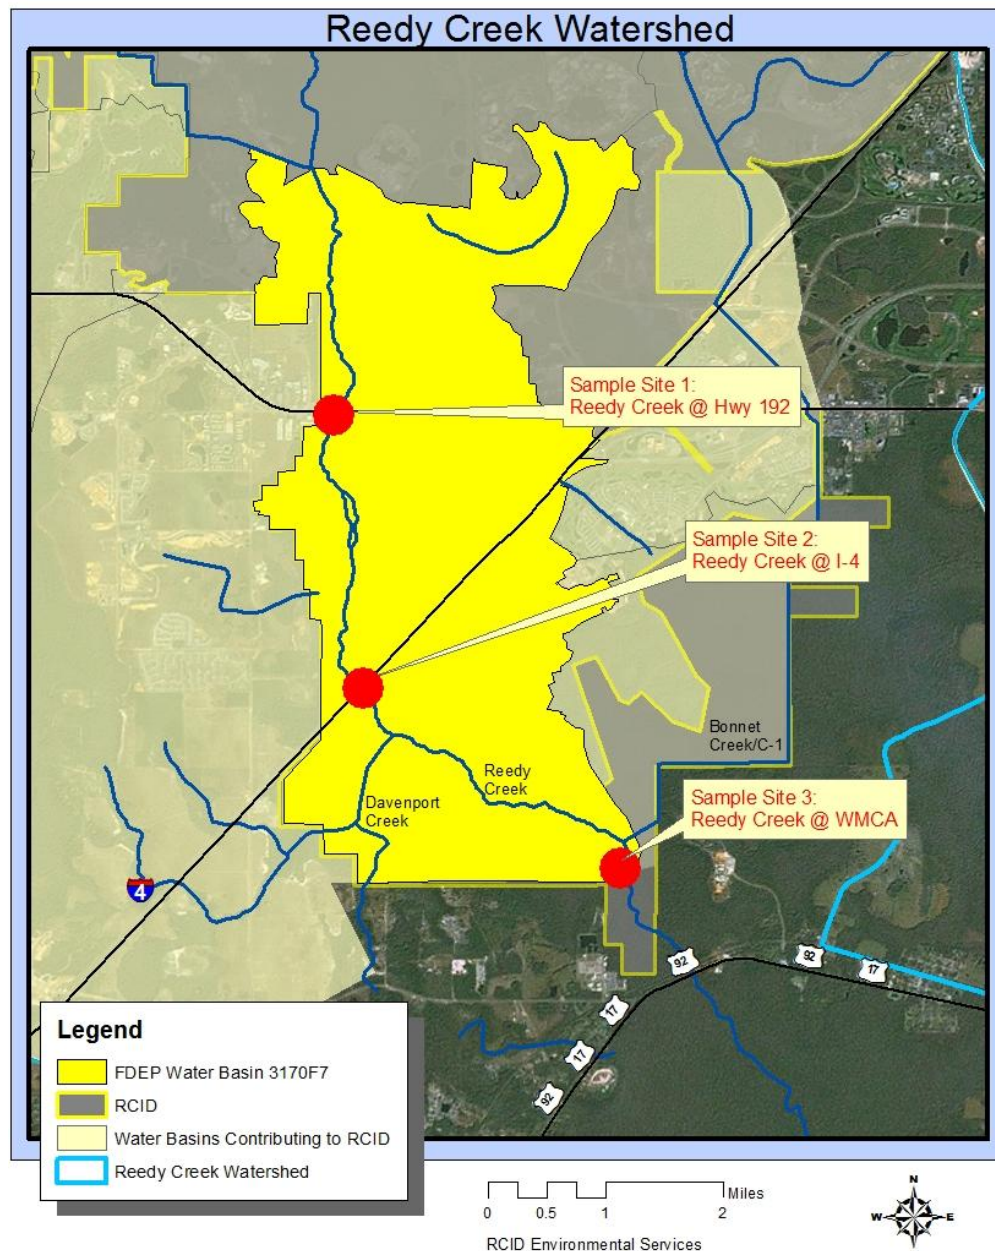 Reedy Creek Watershed
Sample Site 1:
Reedy Creek @ Hwy 192
Sample Site 2:
Reedy Creek @ I-4
Bonnet
Creek/C-1
Reedy
Creek
Davenport
Creek
Sample Site 3:
Reedy Creek @ WMCA
4
92
92
17
17
17
92
Legend
FDEP Water Basin 3170F7
RCID
Water Basins Contributing to RCID
Reedy Creek Watershed
Miles
0 0.5 1 2
RCID Environmental Services
N
W E
S